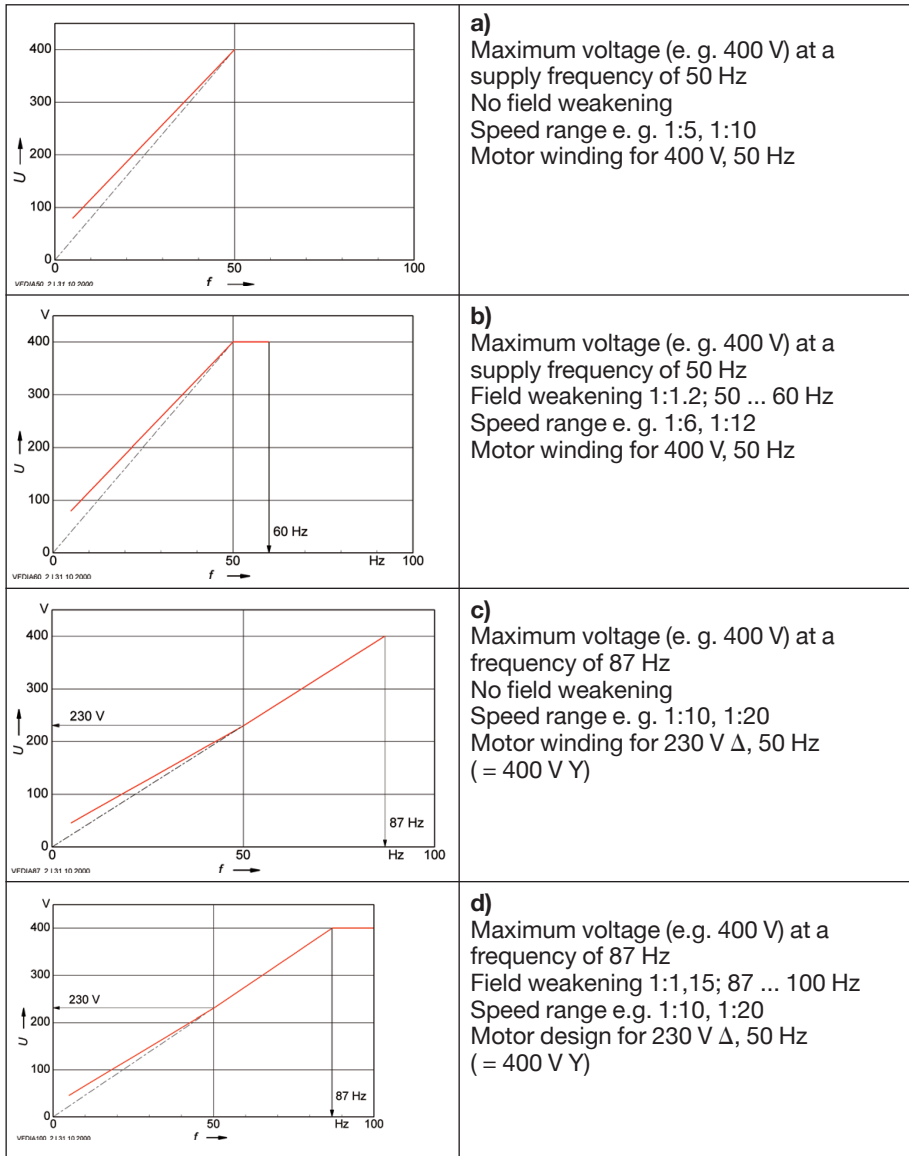 400
300
200
100
0
U
0
50
100
f
VEDIA50_2 | 31.10.2000
a)
Maximum voltage (e. g. 400 V) at a
supply frequency of 50 Hz
No field weakening
Speed range e. g. 1:5, 1:10
Motor winding for 400 V, 50 Hz
V
400
300
200
100
0
U
60 Hz
0
50
Hz
100
f
VEDIA60_2 | 31.10.2000
b)
Maximum voltage (e. g. 400 V) at a
supply frequency of 50 Hz
Field weakening 1:1.2; 50 ... 60 Hz
Speed range e. g. 1:6, 1:12
Motor winding for 400 V, 50 Hz
V
400
300
230 V
200
100
0
U
87 Hz
0
50
Hz
100
f
VEDIA87_2 | 31.10.2000
c)
Maximum voltage (e. g. 400 V) at a
frequency of 87 Hz
No field weakening
Speed range e. g. 1:10, 1:20
Motor winding for 230 V Δ, 50 Hz
( = 400 V Y)
V
400
300
230 V
200
100
0
U
87 Hz
0
50
Hz
100
f
VEDIA100_2 | 31.10.2000
d)
Maximum voltage (e.g. 400 V) at a
frequency of 87 Hz
Field weakening 1:1,15; 87 ... 100 Hz
Speed range e.g. 1:10, 1:20
Motor design for 230 V Δ, 50 Hz
( = 400 V Y)